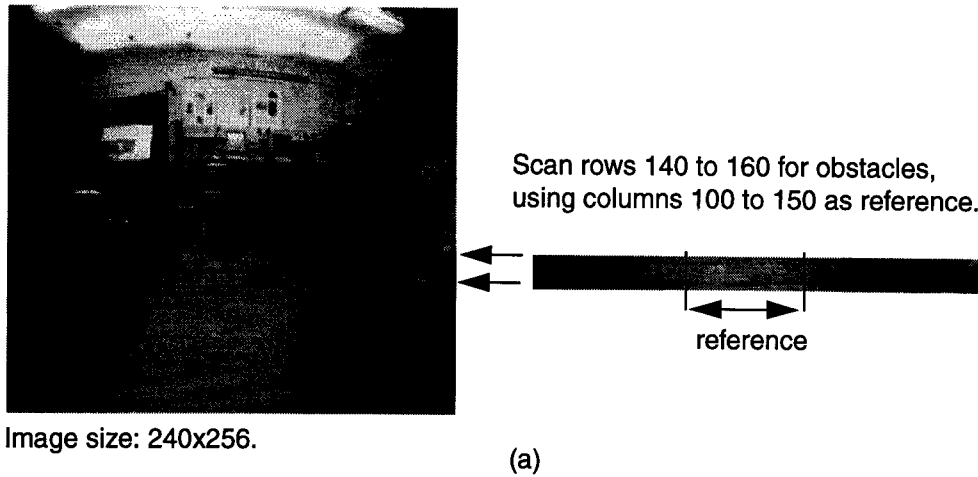 Scan rows 140 to 160 for obstacles,
using columns 100 to 150 as reference.
reference
Image size: 240x256.
(a)